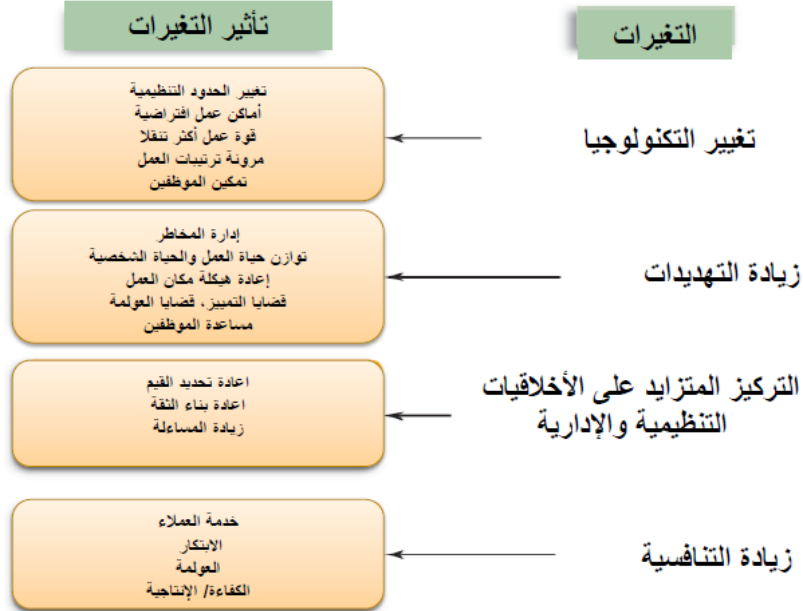 التغيرات
تأثير التغيرات
تغيير التكنولوجيا
تغيير الحدود التنظيمية
أماكن عمل افتراضية
قوة عمل أكثر تنقلا
مرونة ترتيبات العمل
تمكين الموظفين
زيادة التهديدات
إدارة المخاطر
توازن حياة العمل والحياة الشخصية
إعادة هيكلة مكان العمل
قضايا التمييز، قضايا العولمة
مساعدة الموظفين
التركيز المتزايد على الأخلاقيات
التنظيمية والإدارية
اعادة تحديد القيم
اعادة بناء الثقة
زيادة المساءلة
زيادة التنافسية
خدمة العملاء
الابتكار
العولمة
الكفاءة/ الإنتاجية